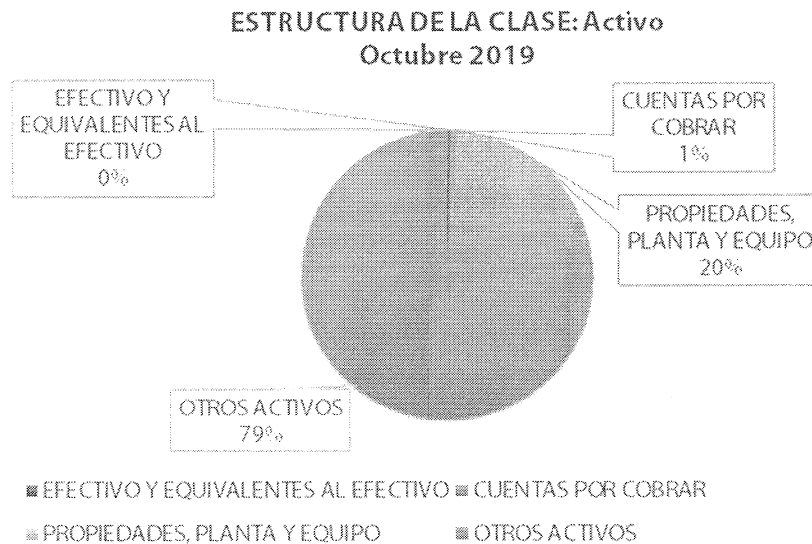 ESTRUCTURA DE LA CLASE: Activo
Octubre 2019
EFECTIVO Y
EQUIVALENTES AL
EFECTIVO
0%
CUENTAS POR
COBRAR
1%
PROPIEDADES,
PLANTA Y EQUIPO
20%
OTROS ACTIVOS
79%
EFECTIVO Y EQUIVALENTES AL EFECTIVO CUENTAS POR COBRAR
PROPIEDADES, PLANTA Y EQUIPO OTROS ACTIVOS